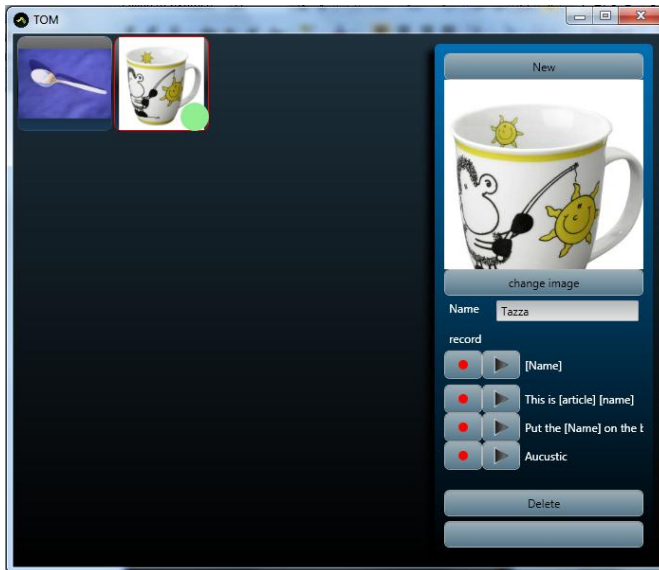 TOM
New
change image
Name Tazza
record
[Name]
This is [article] [name]
Put the [Name] on the b
Aucustic
Delete